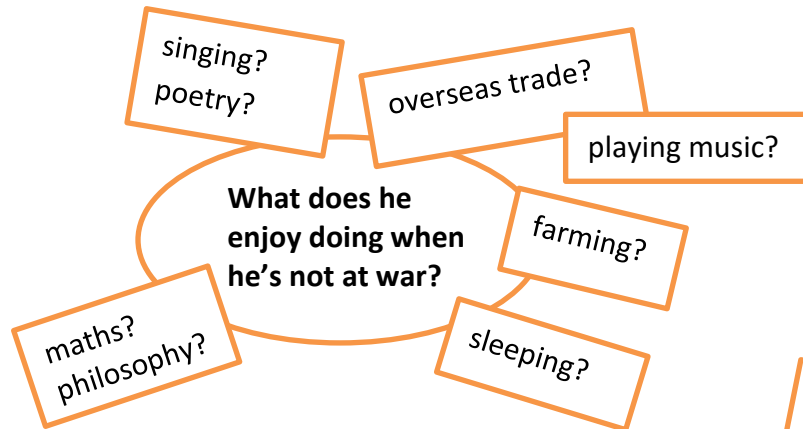 singing?
poetry?
overseas trade?
playing music?
What does he
enjoy doing when
he's not at war?
farming?
maths?
philosophy?
sleeping?